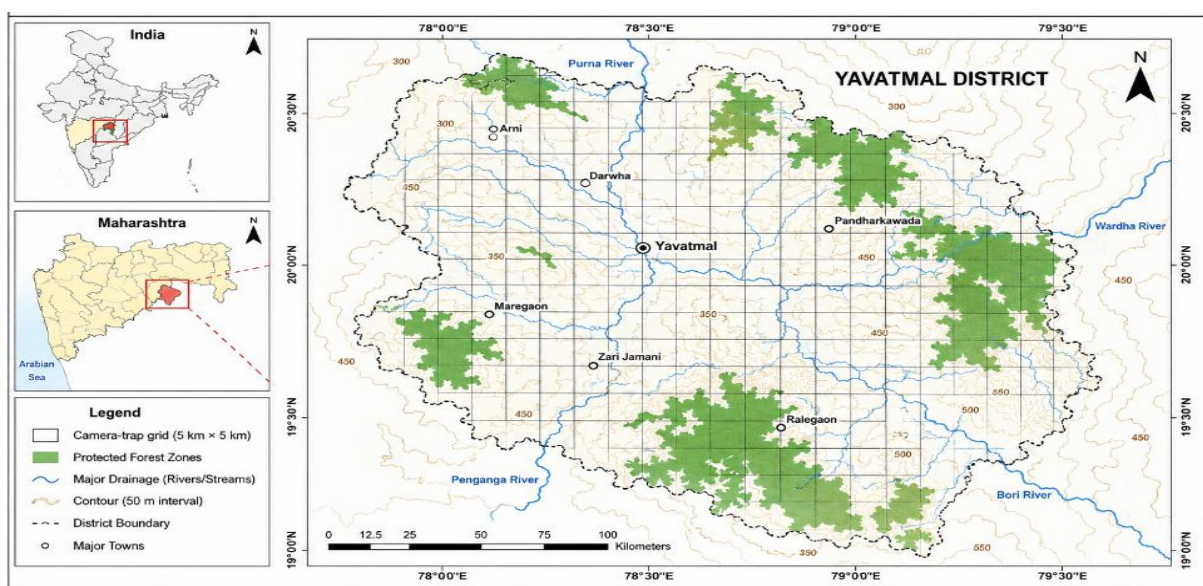 India
N
Maharashtra
N
Arabian
Sea
Legend
Camera-trap grid (5 km × 5 km)
Protected Forest Zones
Major Drainage (Rivers/Streams)
Contour (50 m interval)
District Boundary
Major Towns
78°00'E
78°30'E
79°00'E
79°30'E
300
Purna River
YAVATMAL DISTRICT
N
300
20°30'N
20°30'N
300
Arni
450
Darwha
450
Pandharkawada
Wardha River
350
Yavatmal
450
450
20°00'N
20°00'N
Maregaon
350
450
450
450
Zari Jamani
550
450
500
Ralegaon
19°30'N
19°30'N
450
500
Penganga River
Bori River
0
12.5
25
50
75
100
Kilometers
350
550
19°00'N
19°00'N
78°00'E
78°30'E
79°00'E
79°30'E